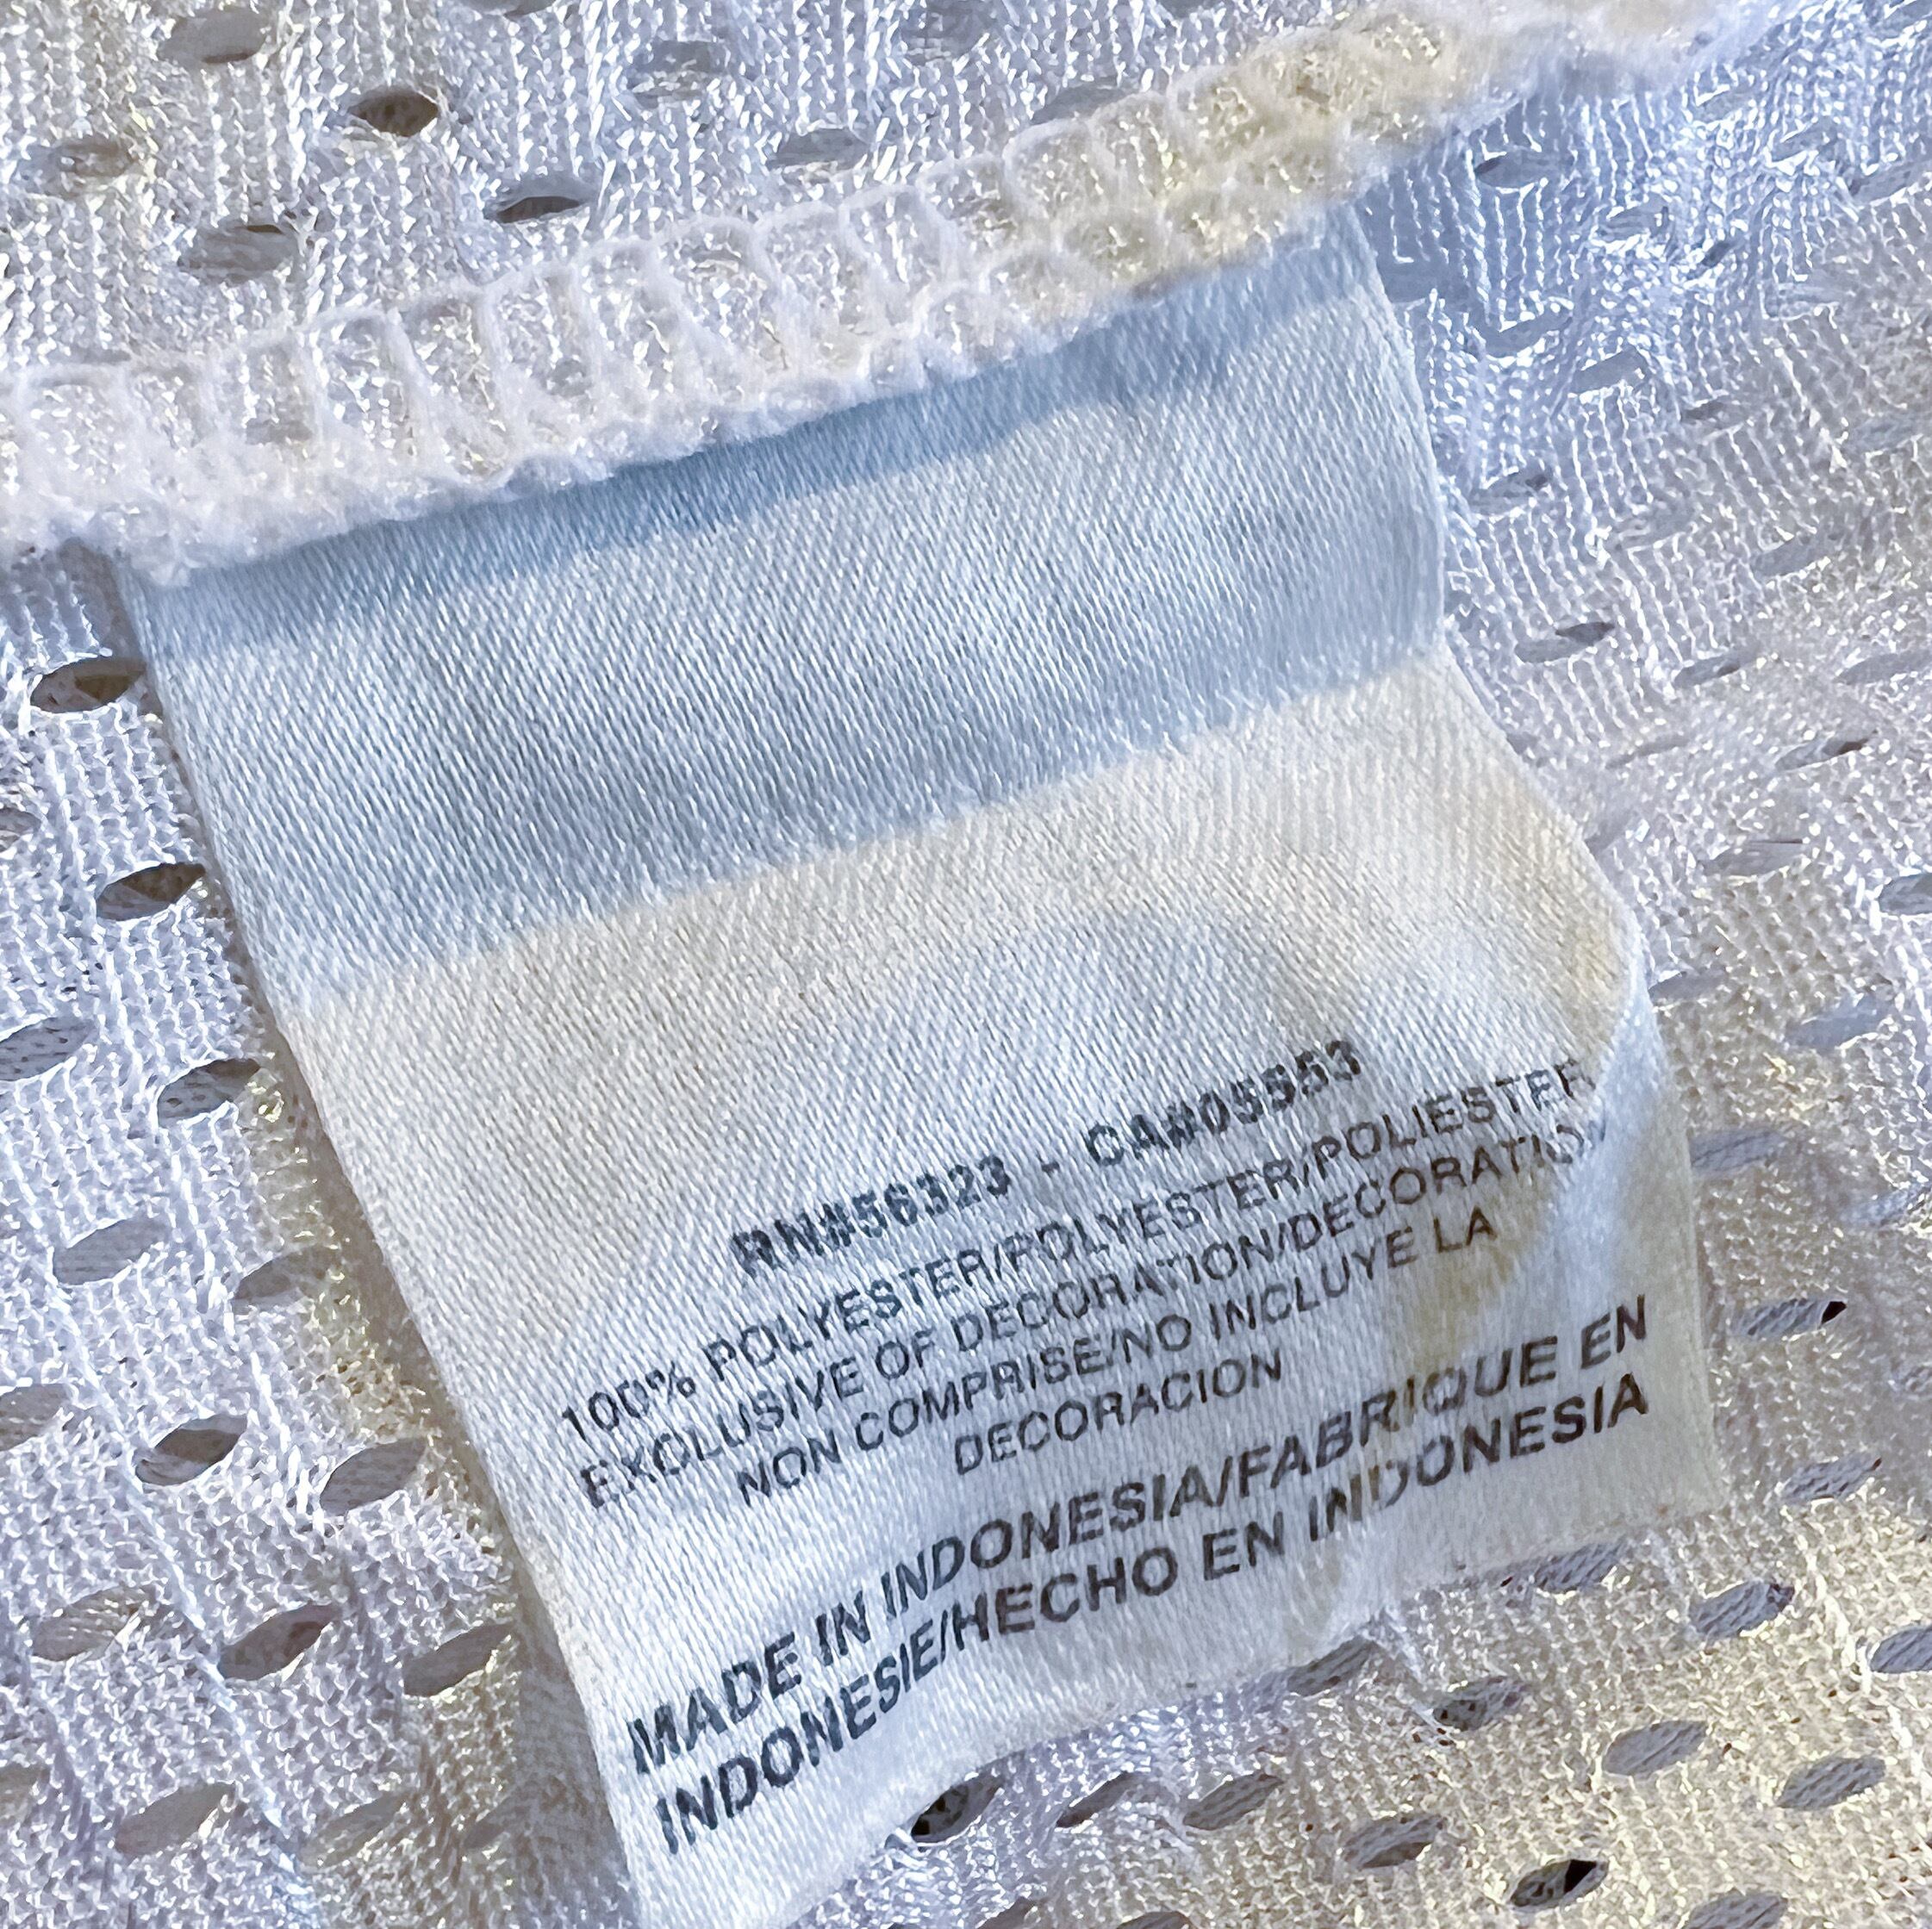 RN#56323 - CA#05553
100% POLYESTER/POLYESTER/POLIESTER
EXCLUSIVE OF DECORATION/DECORATION
NON COMPRISE/NO INCLUYE LA
DECORACION
MADE IN INDONESIA/FABRIQUE EN
INDONESIE/HECHO EN INDONESIA